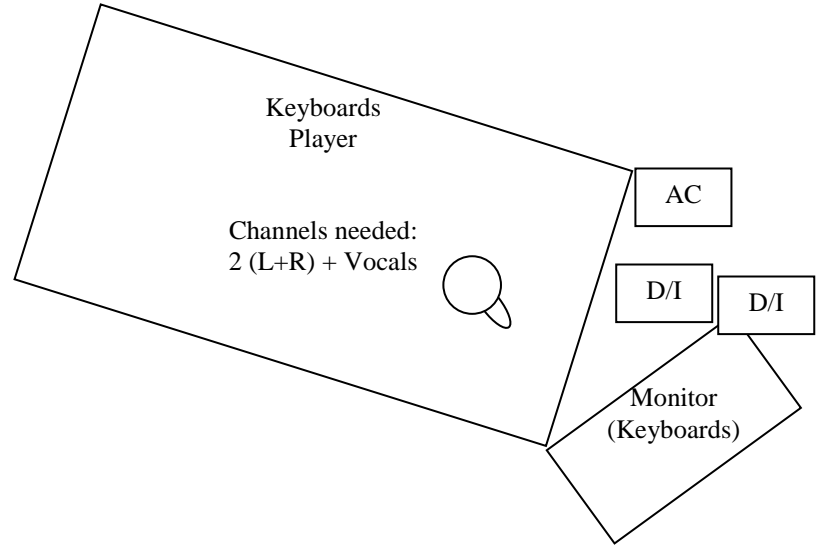 Keyboards
Player
AC
Channels needed:
2 (L+R) + Vocals
D/I
D/I
Monitor
(Keyboards)